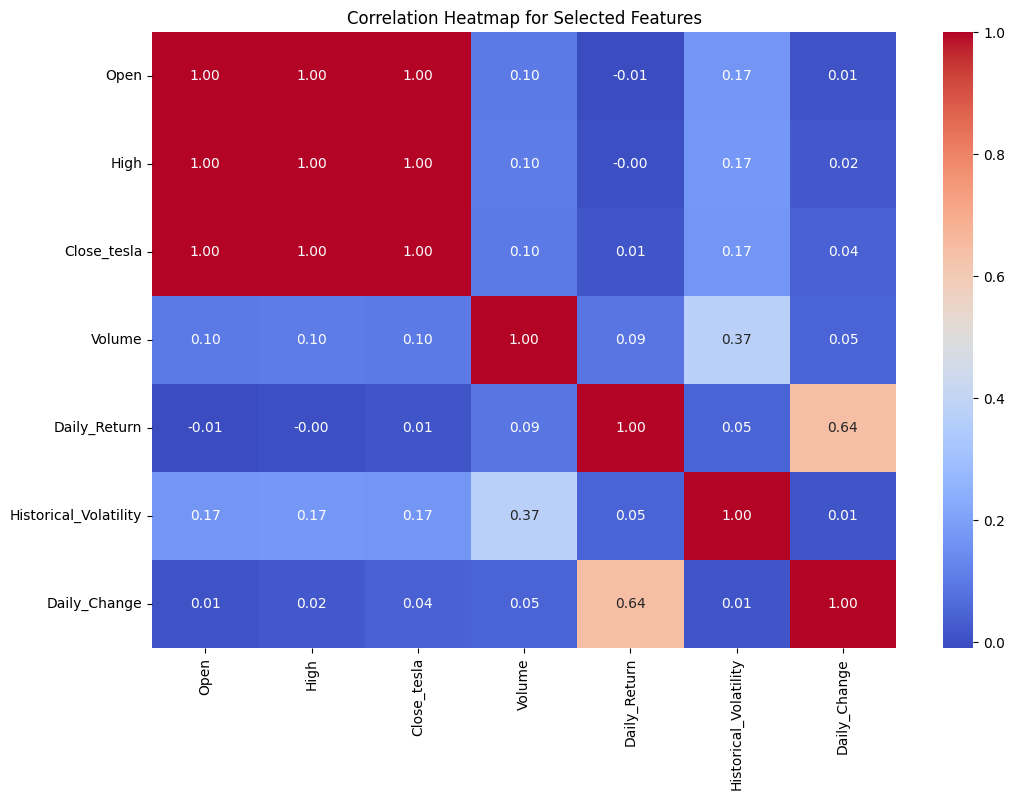 Correlation Heatmap for Selected Features
Open 1.00 1.00 1.00 0.10 -0.01 0.17 0.01
High 1.00 1.00 1.00 0.10 -0.00 0.17 0.02
Close_tesla 1.00 1.00 1.00 0.10 0.01 0.17 0.04
Volume 0.10 0.10 0.10 1.00 0.09 0.37 0.05
Daily_Return -0.01 -0.00 0.01 0.09 1.00 0.05 0.64
Historical_Volatility 0.17 0.17 0.17 0.37 0.05 1.00 0.01
Daily_Change 0.01 0.02 0.04 0.05 0.64 0.01 1.00
Open
High
Close_tesla
Volume
Daily_Return
Historical_Volatility
Daily_Change
1.0
0.8
0.6
0.4
0.2
0.0